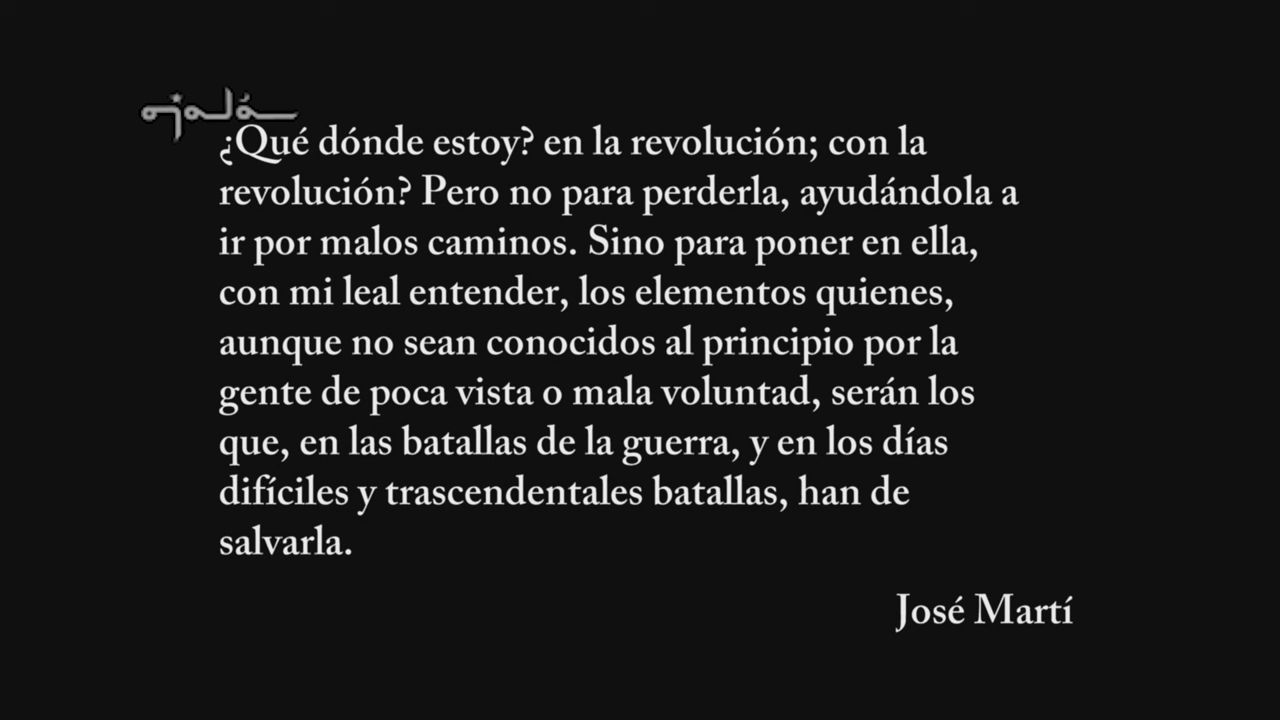 ojalá
¿Qué dónde estoy? en la revolución; con la
revolución? Pero no para perderla, ayudándola a
ir por malos caminos. Sino para poner en ella,
con mi leal entender, los elementos quienes,
aunque no sean conocidos al principio por la
gente de poca vista o mala voluntad, serán los
que, en las batallas de la guerra, y en los días
difíciles y trascendentales batallas, han de
salvarla.
José Martí